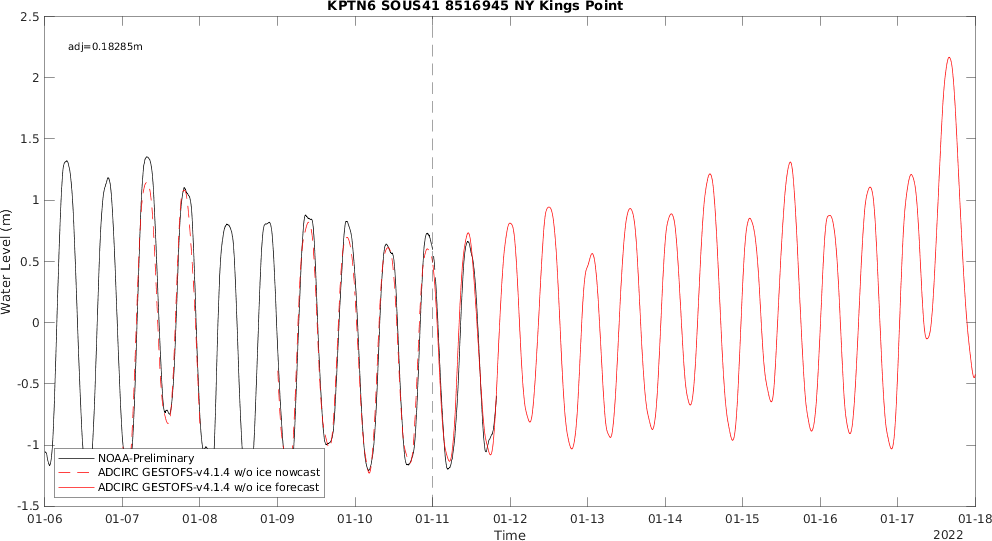 KPTN6 SOUS41 8516945 NY Kings Point
adj=0.18285m
2.5
2
1.5
1
0.5
0
-0.5
-1
-1.5
Water Level (m)
NOAA-Preliminary
ADCIRC GESTOFS-v4.1.4 w/o ice nowcast
ADCIRC GESTOFS-v4.1.4 w/o ice forecast
01-06 01-07 01-08 01-09 01-10 01-11 01-12 01-13 01-14 01-15 01-16 01-17 01-18
Time
2022